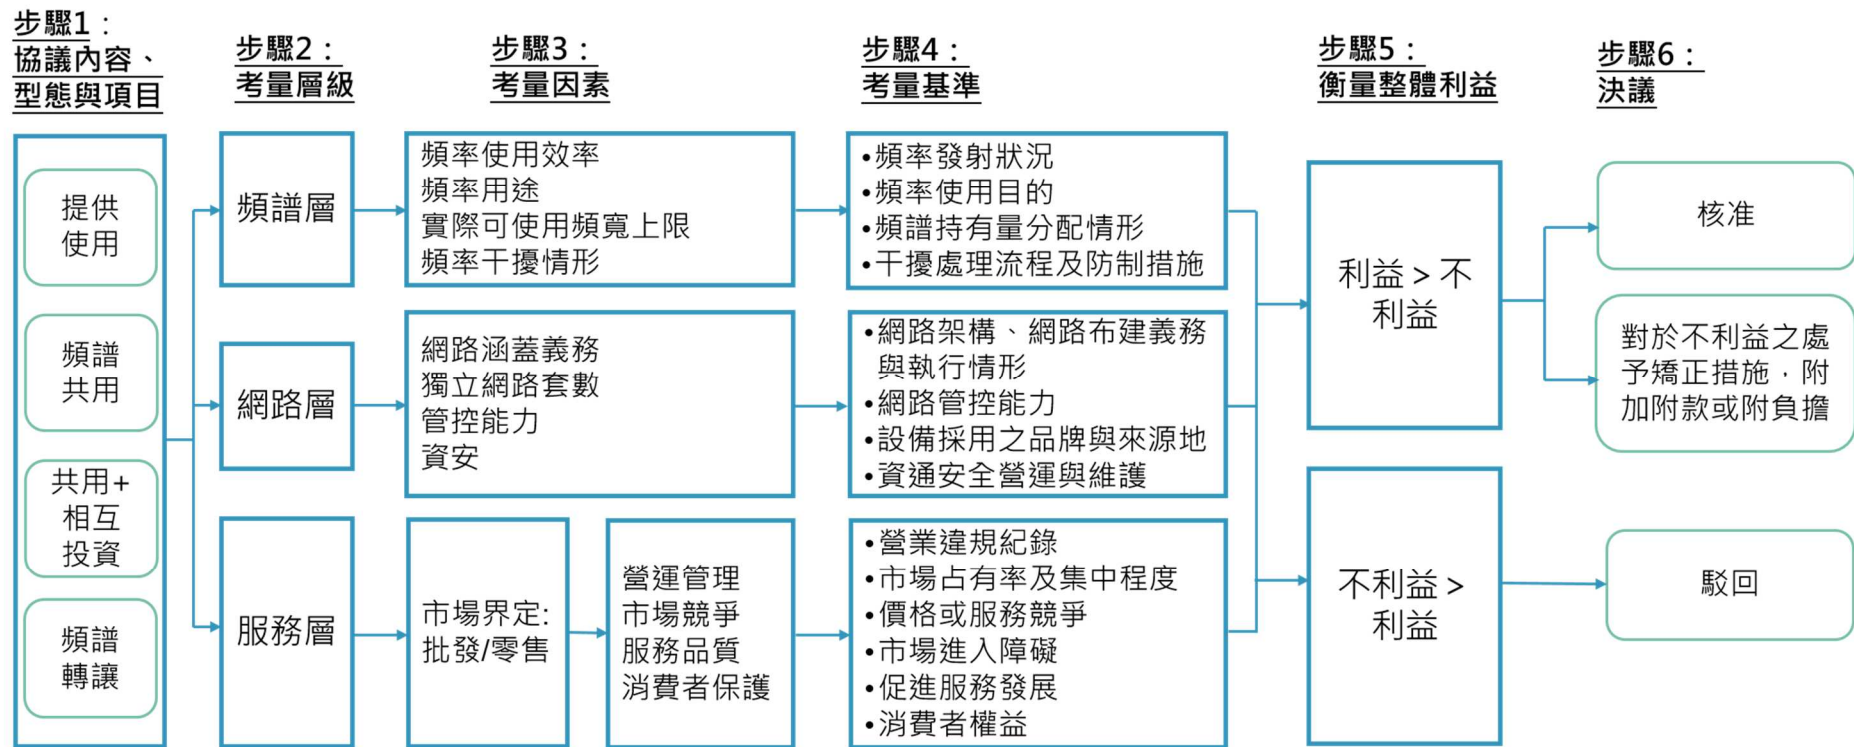 步驟1：
協議內容、
型態與項目
步驟2：
考量層級
步驟3：
考量因素
步驟4：
考量基準
步驟5：
衡量整體利益
步驟6：
決議
提供
使用
頻譜
共用
共用+
相互
投資
頻譜
轉讓
頻譜層
頻率使用效率
頻率用途
實際可使用頻寬上限
頻率干擾情形
•頻率發射狀況
•頻率使用目的
•頻譜持有量分配情形
•干擾處理流程及防制措施
網路層
網路涵蓋義務
獨立網路套數
管控能力
資安
•網路架構、網路布建義務
與執行情形
•網路管控能力
•設備採用之品牌與來源地
•資通安全營運與維護
服務層
市場界定:
批發/零售
營運管理
市場競爭
服務品質
消費者保護
•營業違規紀錄
•市場占有率及集中程度
•價格或服務競爭
•市場進入障礙
•促進服務發展
•消費者權益
利益 > 不
利益
不利益 >
利益
核准
對於不利益之處
予矯正措施，附
加附款或附負擔
駁回